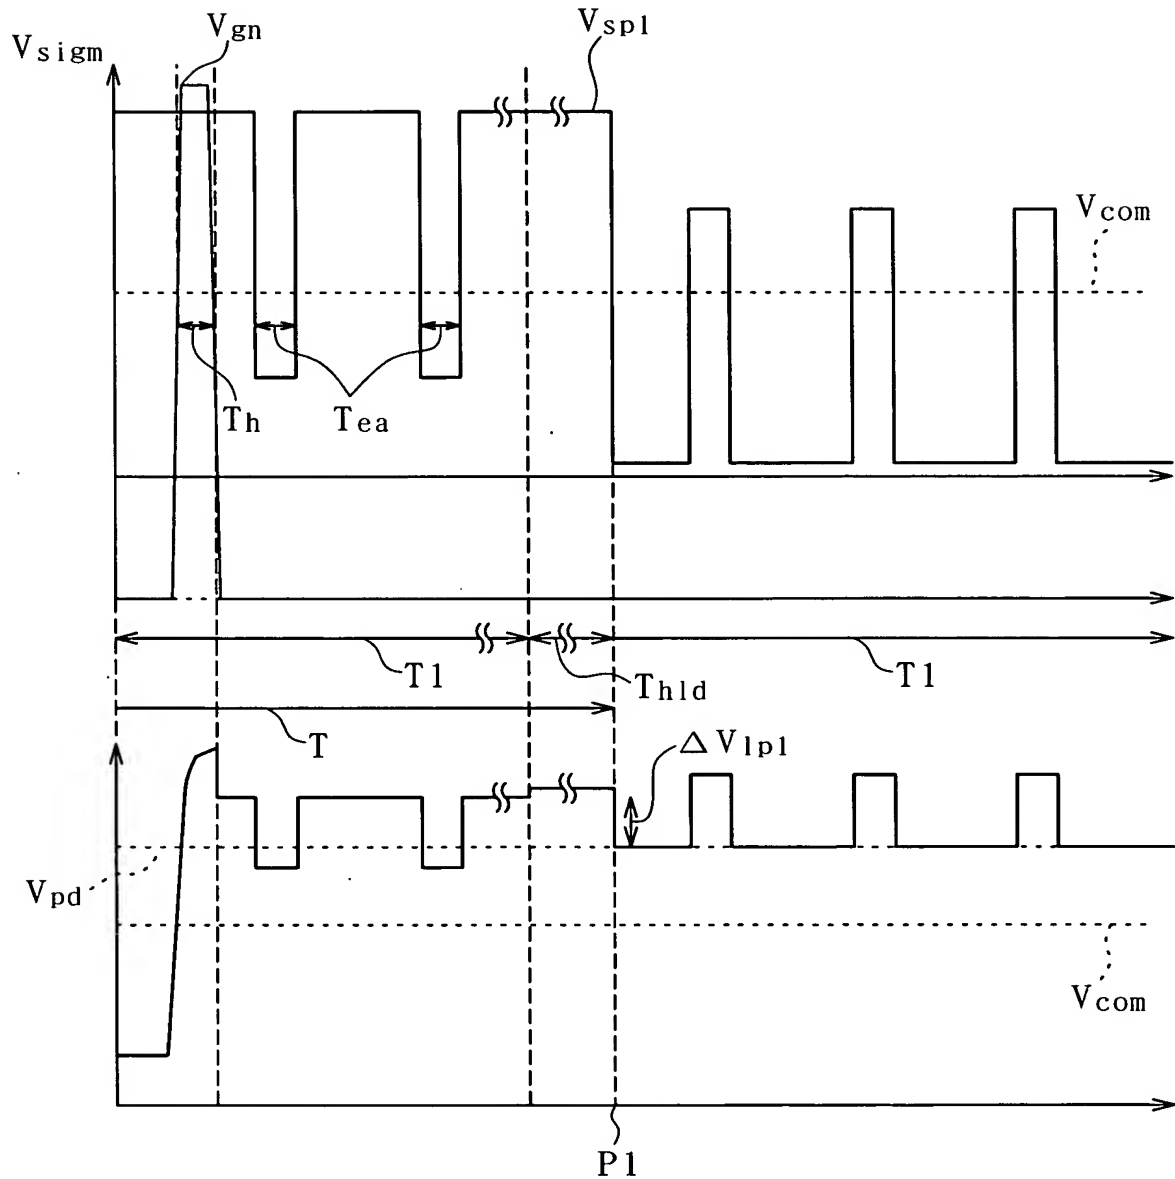 Vgn
Vspl
Vsigm
Vcom
Th
Tea
T1
Thld
T1
T
ΔVlpl
Vpd
Vcom
P1